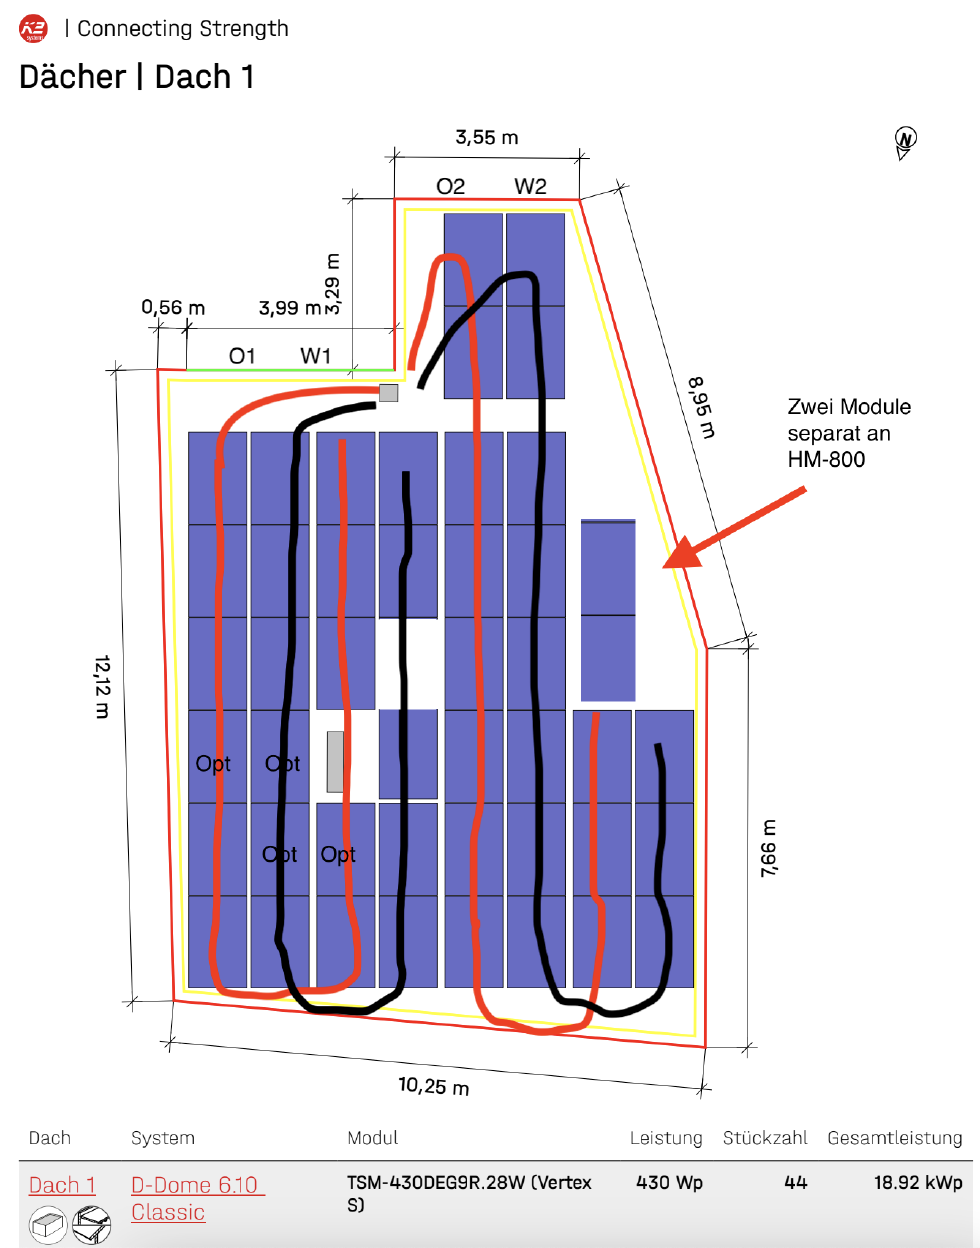 K2
systems
| Connecting Strength
Dächer | Dach 1
3,55 m
N
O2 W2
3,29 m
0,56 m
3,99 m
O1 W1
8,95 m
Zwei Module
separat an
HM-800
12,12 m
Opt Opt
Opt Opt
7,66 m
10,25 m
Dach System Modul Leistung Stückzahl Gesamtleistung
Dach 1 D-Dome 6.10 TSM-430DEG9R.28W (Vertex 430 Wp 44 18.92 kWp
Classic S)